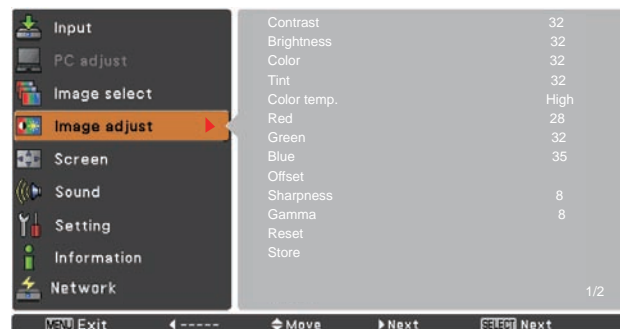 Input
PC adjust
Image select
Image adjust
Screen
Sound
Setting
Information
Network
Contrast 32
Brightness 32
Color 32
Tint 32
Color temp. High
Red 28
Green 32
Blue 35
Offset
Sharpness 8
Gamma 8
Reset
Store
1/2
MENU Exit ----- Move Next SELECT Next